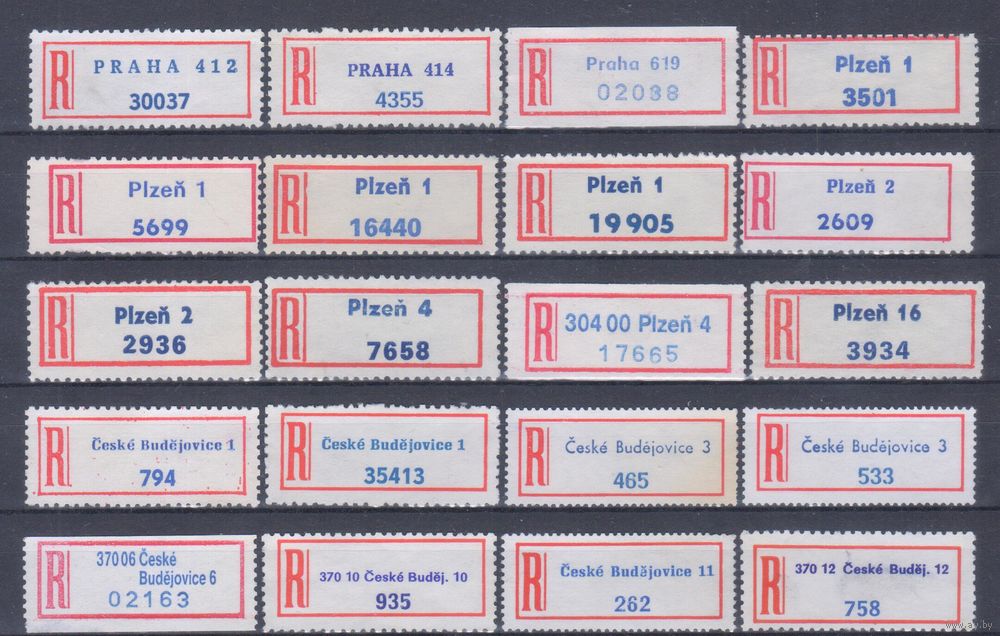 R PRAHA 412
30037
R PRAHA 414
4355
R Praha 619
02038
R Plzeň 1
3501
R Plzeň 1
5699
R Plzeň 1
16440
R Plzeň 1
19905
R Plzeň 2
2609
R Plzeň 2
2936
R Plzeň 4
7658
R 304 00 Plzeň 4
17665
R Plzeň 16
3934
R České Budějovice 1
794
R České Budějovice 1
35413
R České Budějovice 3
465
R České Budějovice 3
533
R 370 06 České
Budějovice 6
02163
R 370 10 České Buděj. 10
935
R České Budějovice 11
262
R 370 12 České Buděj. 12
758
www.ay.by